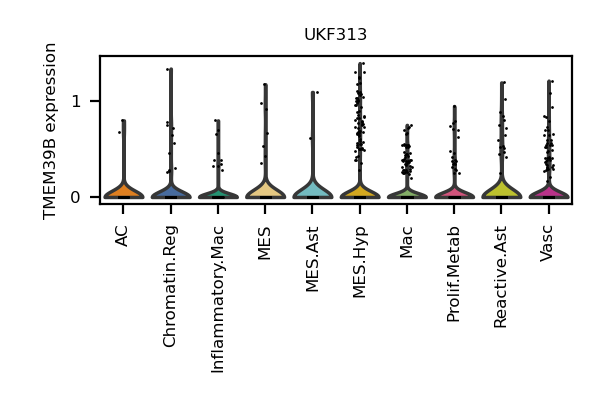 UKF313
TMEM39B expression
1
0
AC
Chromatin.Reg
Inflammatory.Mac
MES
MES.Ast
MES.Hyp
Mac
Prolif.Metab
Reactive.Ast
Vasc